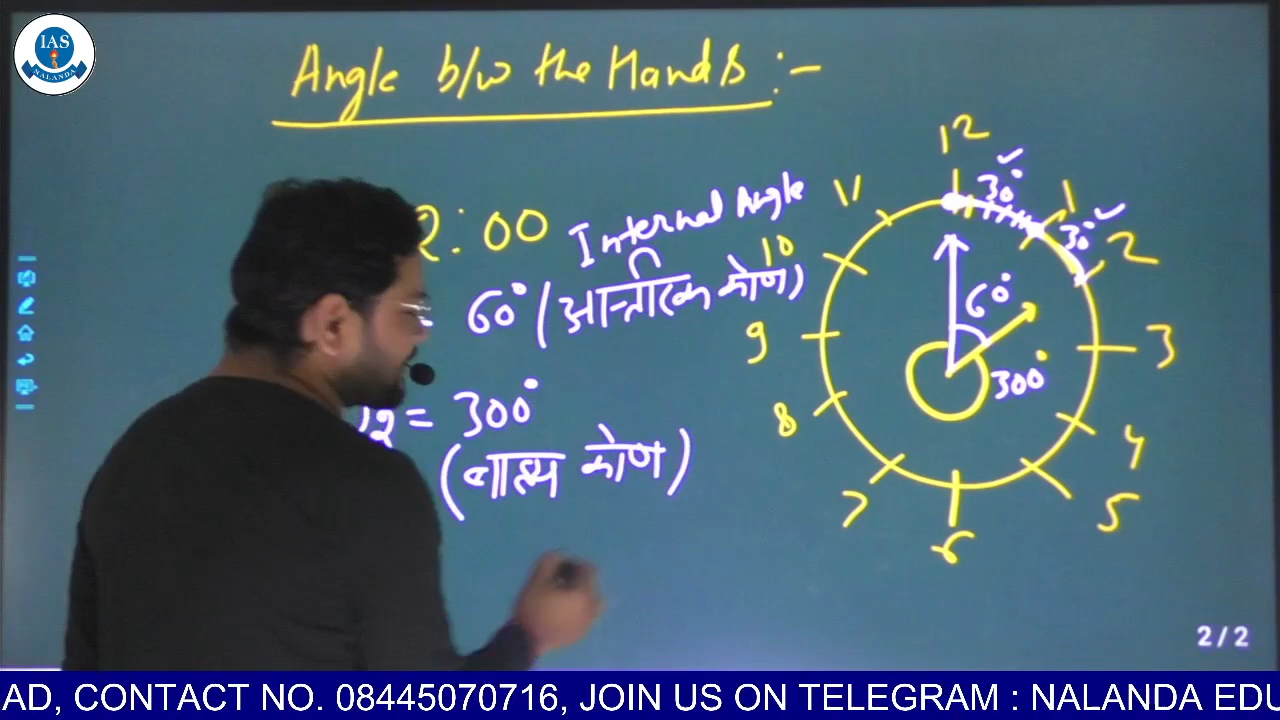 IAS
NALANDA
Angle b/w the Hands :-
2:00
Internal Angle
60° (आन्तरिक कोण)
12 = 300°
(बाह्य कोण)
12
30°
1
30°
2
11
10
60°
9
3
300°
8
4
7
5
6
2/2
AD, CONTACT NO. 08445070716, JOIN US ON TELEGRAM : NALANDA EDU